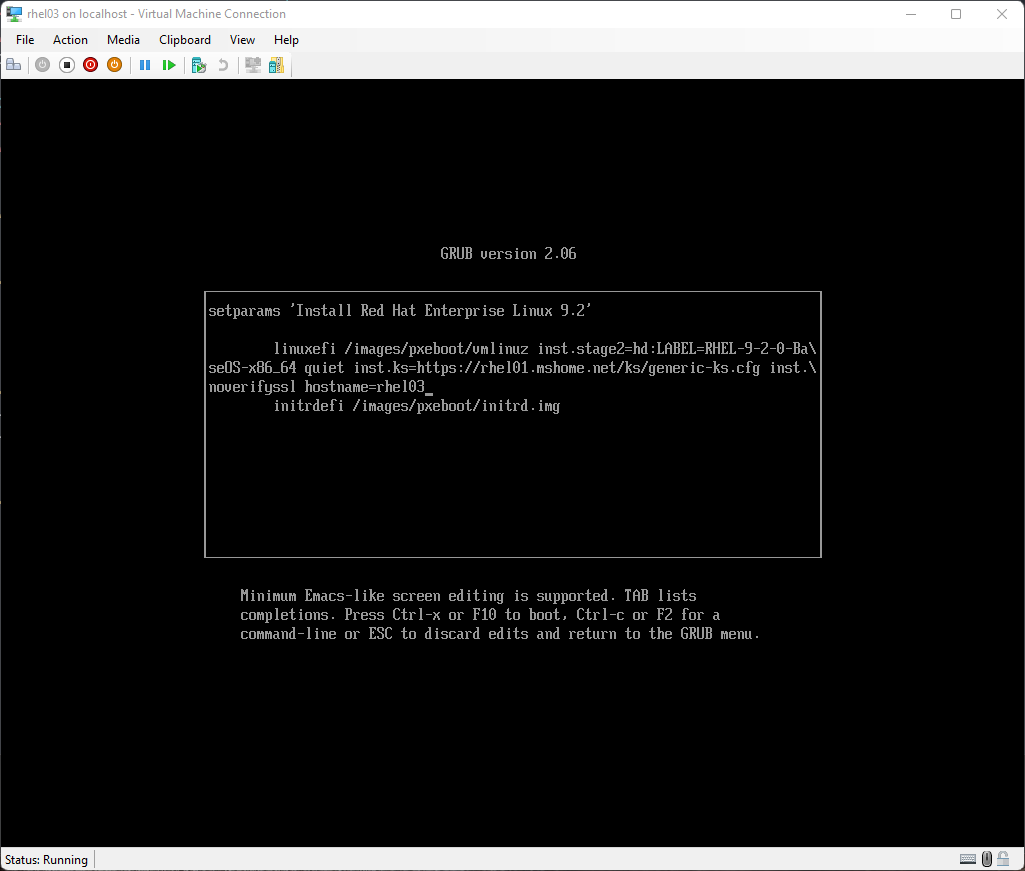 rhel03 on localhost - Virtual Machine Connection
File Action Media Clipboard View Help
GRUB version 2.06
setparams 'Install Red Hat Enterprise Linux 9.2'
linuxefi /images/pxeboot/vmlinuz inst.stage2=hd:LABEL=RHEL-9-2-0-Ba\
seOS-x86_64 quiet inst.ks=https://rhel01.mshome.net/ks/generic-ks.cfg inst.\
noverifyssl hostname=rhel03_
initrdefi /images/pxeboot/initrd.img
Minimum Emacs-like screen editing is supported. TAB lists
completions. Press Ctrl-x or F10 to boot, Ctrl-c or F2 for a
command-line or ESC to discard edits and return to the GRUB menu.
Status: Running